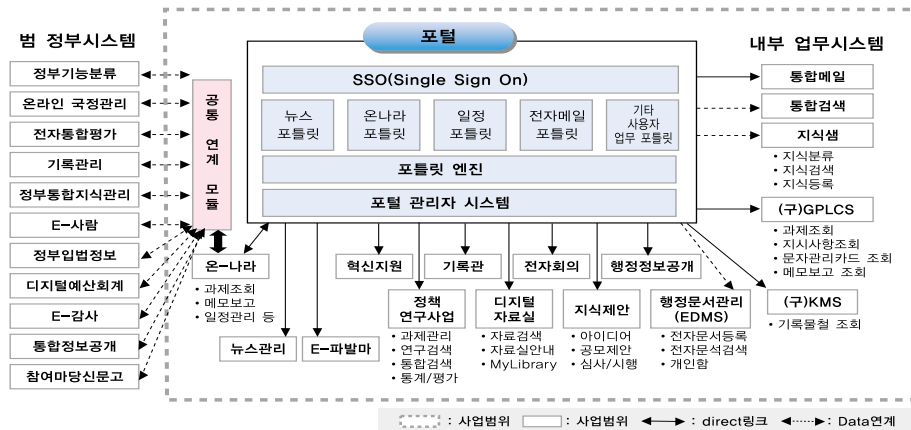 범 정부시스템
정부기능분류
온라인 국정관리
전자통합평가
기록관리
정부통합지식관리
E-사람
정부입법정보
디지털예산회계
E-감사
통합정보공개
참여마당신문고
공통 연계 모듈
포털
SSO(Single Sign On)
뉴스
포틀릿
온나라
포틀릿
일정
포틀릿
전자메일
포틀릿
기타
사용자
업무 포틀릿
포틀릿 엔진
포털 관리자 시스템
내부 업무시스템
통합메일
통합검색
지식샘
• 지식분류
• 지식검색
• 지식등록
(구)GPLCS
• 과제조회
• 지시사항조회
• 문자관리카드 조회
• 메모보고 조회
(구)KMS
• 기록물철 조회
온-나라
• 과제조회
• 메모보고
• 일정관리 등
뉴스관리
E-파발마
혁신지원
기록관
전자회의
행정정보공개
정책
연구사업
• 과제관리
• 연구검색
• 통합검색
• 통계/평가
디지털
자료실
• 자료검색
• 자료실안내
• MyLibrary
지식제안
• 아이디어
• 공모제안
• 심사/시행
행정문서관리
(EDMS)
• 전자문서등록
• 전자문석검색
• 개인함
: 사업범위
: 사업범위
: direct링크
: Data연계